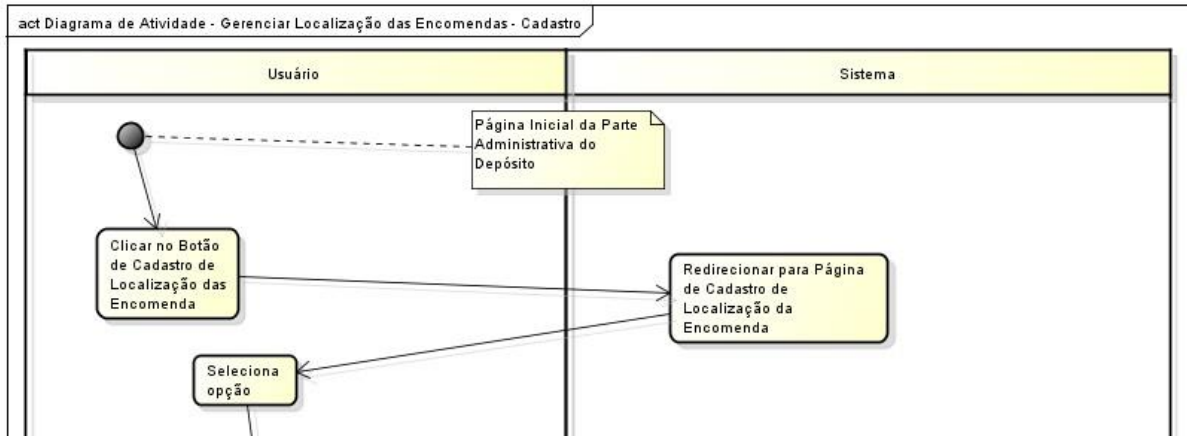 act Diagrama de Atividade - Gerenciar Localização das Encomendas - Cadastro
Usuário
Sistema
Página Inicial da Parte
Administrativa do
Depósito
Clicar no Botão
de Cadastro de
Localização das
Encomenda
Redirecionar para Página
de Cadastro de
Localização da
Encomenda
Seleciona
opção